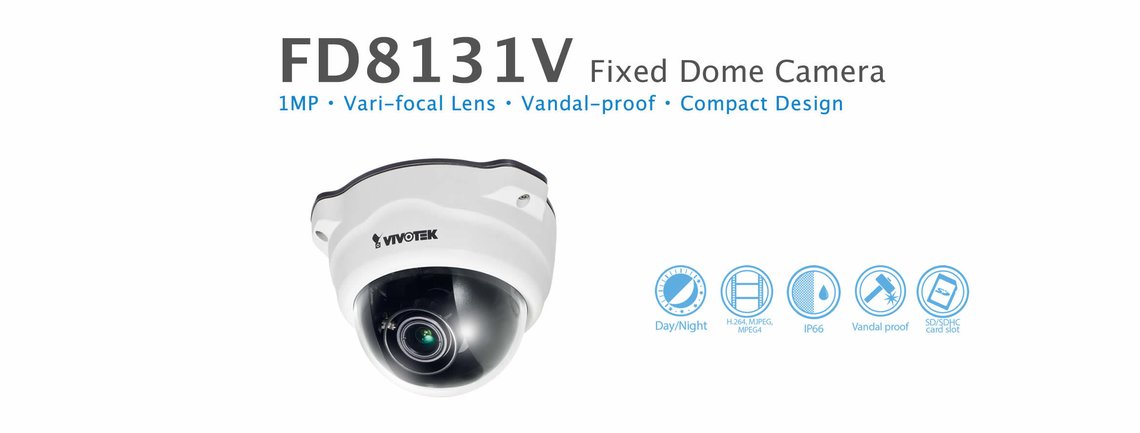 FD8131V Fixed Dome Camera
1MP • Vari-focal Lens • Vandal-proof • Compact Design
VIVOTEK
Day/Night
H.264, MJPEG,
MPEG4
IP66
Vandal proof
SD
SD/SDHC
card slot